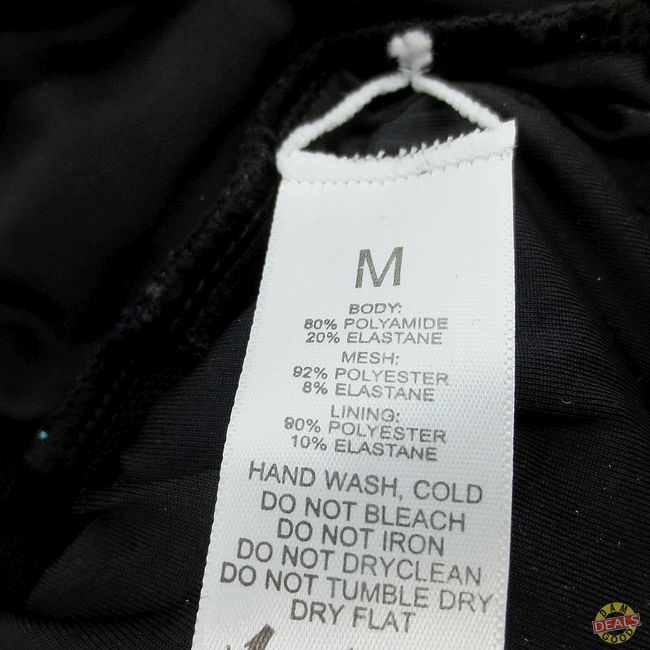 M
BODY:
80% POLYAMIDE
20% ELASTANE
MESH:
92% POLYESTER
8% ELASTANE
LINING:
90% POLYESTER
10% ELASTANE
HAND WASH, COLD
DO NOT BLEACH
DO NOT IRON
DO NOT DRYCLEAN
DO NOT TUMBLE DRY
DRY FLAT
DAMN
DEALS
GOOD